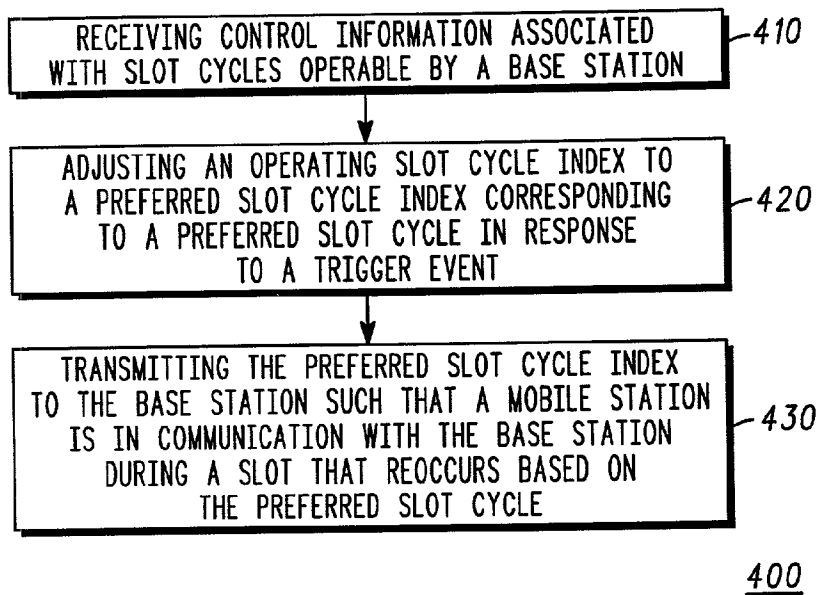 RECEIVING CONTROL INFORMATION ASSOCIATED
WITH SLOT CYCLES OPERABLE BY A BASE STATION
410
ADJUSTING AN OPERATING SLOT CYCLE INDEX TO
A PREFERRED SLOT CYCLE INDEX CORRESPONDING
TO A PREFERRED SLOT CYCLE IN RESPONSE
TO A TRIGGER EVENT
420
TRANSMITTING THE PREFERRED SLOT CYCLE INDEX
TO THE BASE STATION SUCH THAT A MOBILE STATION
IS IN COMMUNICATION WITH THE BASE STATION
DURING A SLOT THAT REOCCURS BASED ON
THE PREFERRED SLOT CYCLE
430
400